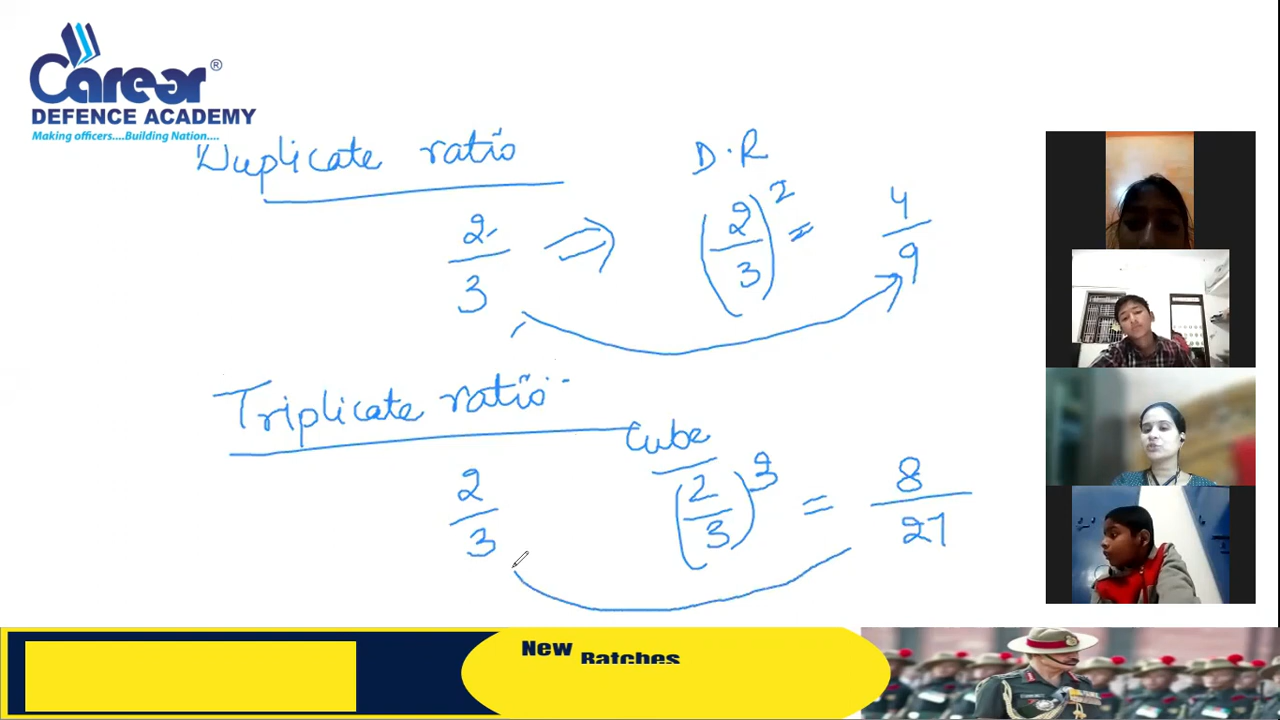 Carear®
DEFENCE ACADEMY
Making officers....Building Nation....
Duplicate ratio
D.R
2/3 ⇒ (2/3)² = 4/9
Triplicate ratio
Cube
2/3 (2/3)³ = 8/27
New Batches